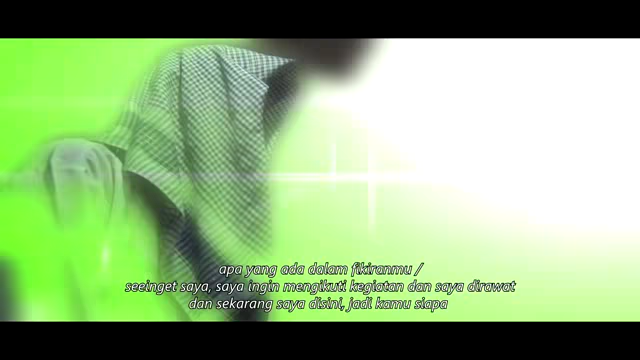 apa yang ada dalam fikiranmu /
seeinget saya, saya ingin mengikuti kegiatan dan saya dirawat
dan sekarang saya disini, jadi kamu siapa